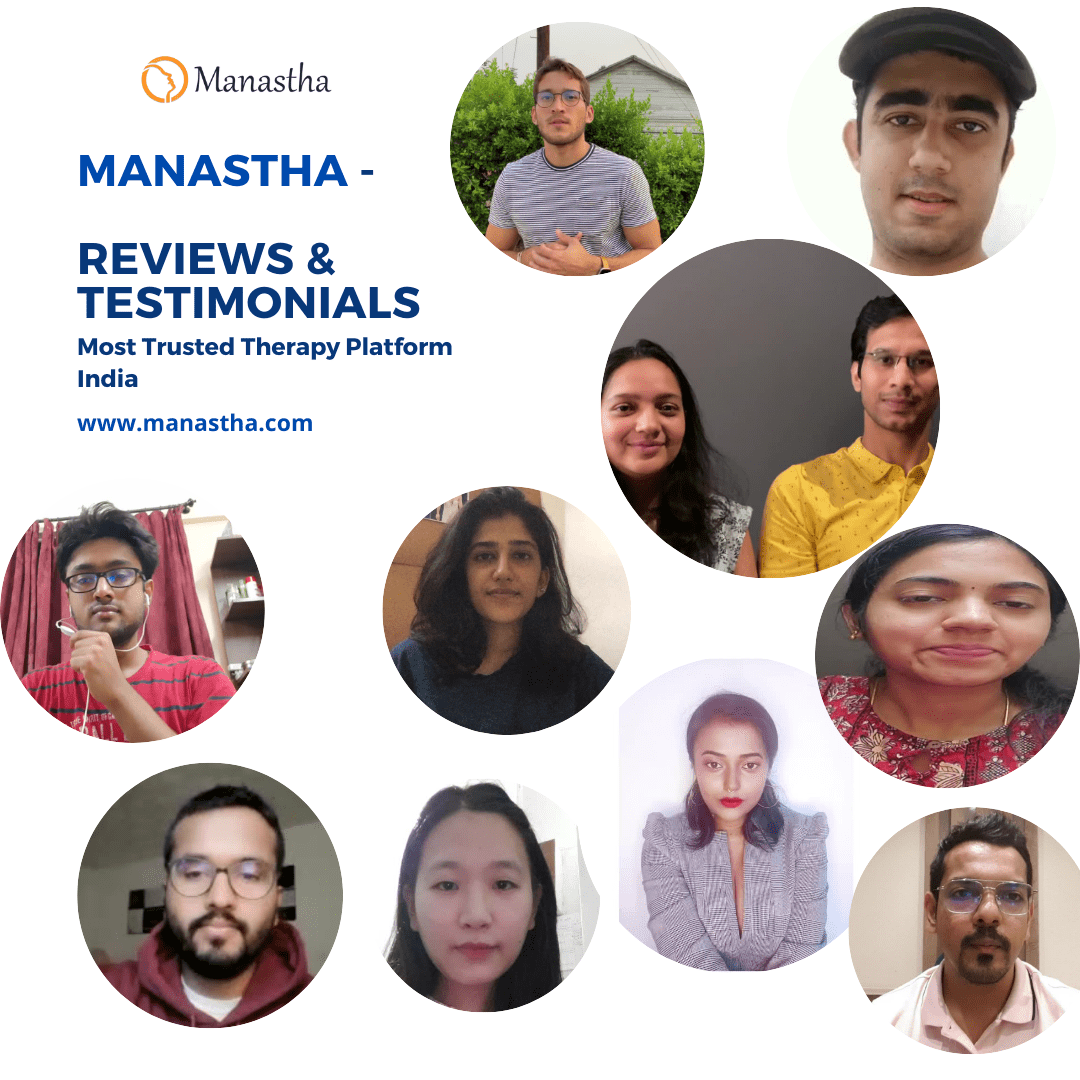 Manastha
MANASTHA -
REVIEWS &
TESTIMONIALS
Most Trusted Therapy Platform
India
www.manastha.com